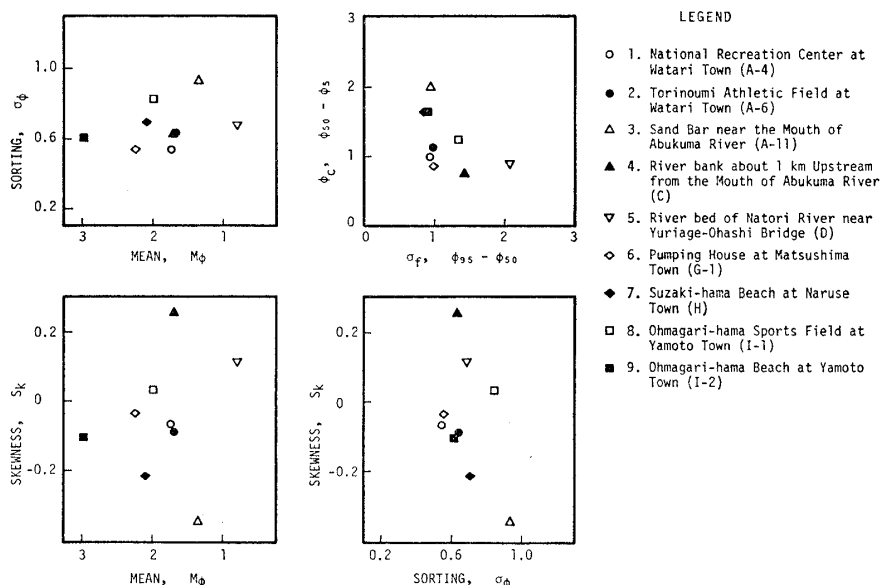 SORTING, σφ
1.0
0.6
0.2
3 2 1
MEAN, Mφ
φc, φ50 - φ5
3
2
1
0
0 1 2 3
σf, φ95 - φ50
SKEWNESS, Sk
0.2
0
-0.2
3 2 1
MEAN, Mφ
SKEWNESS, Sk
0.2
0
-0.2
0.2 0.6 1.0
SORTING, σφ
LEGEND
1. National Recreation Center at
Watari Town (A-4)
2. Torinoumi Athletic Field at
Watari Town (A-6)
3. Sand Bar near the Mouth of
Abukuma River (A-11)
4. River bank about 1 km Upstream
from the Mouth of Abukuma River
(C)
5. River bed of Natori River near
Yuriage-Ohashi Bridge (D)
6. Pumping House at Matsushima
Town (G-1)
7. Suzaki-hama Beach at Naruse
Town (H)
8. Ohmagari-hama Sports Field at
Yamoto Town (I-1)
9. Ohmagari-hama Beach at Yamoto
Town (I-2)